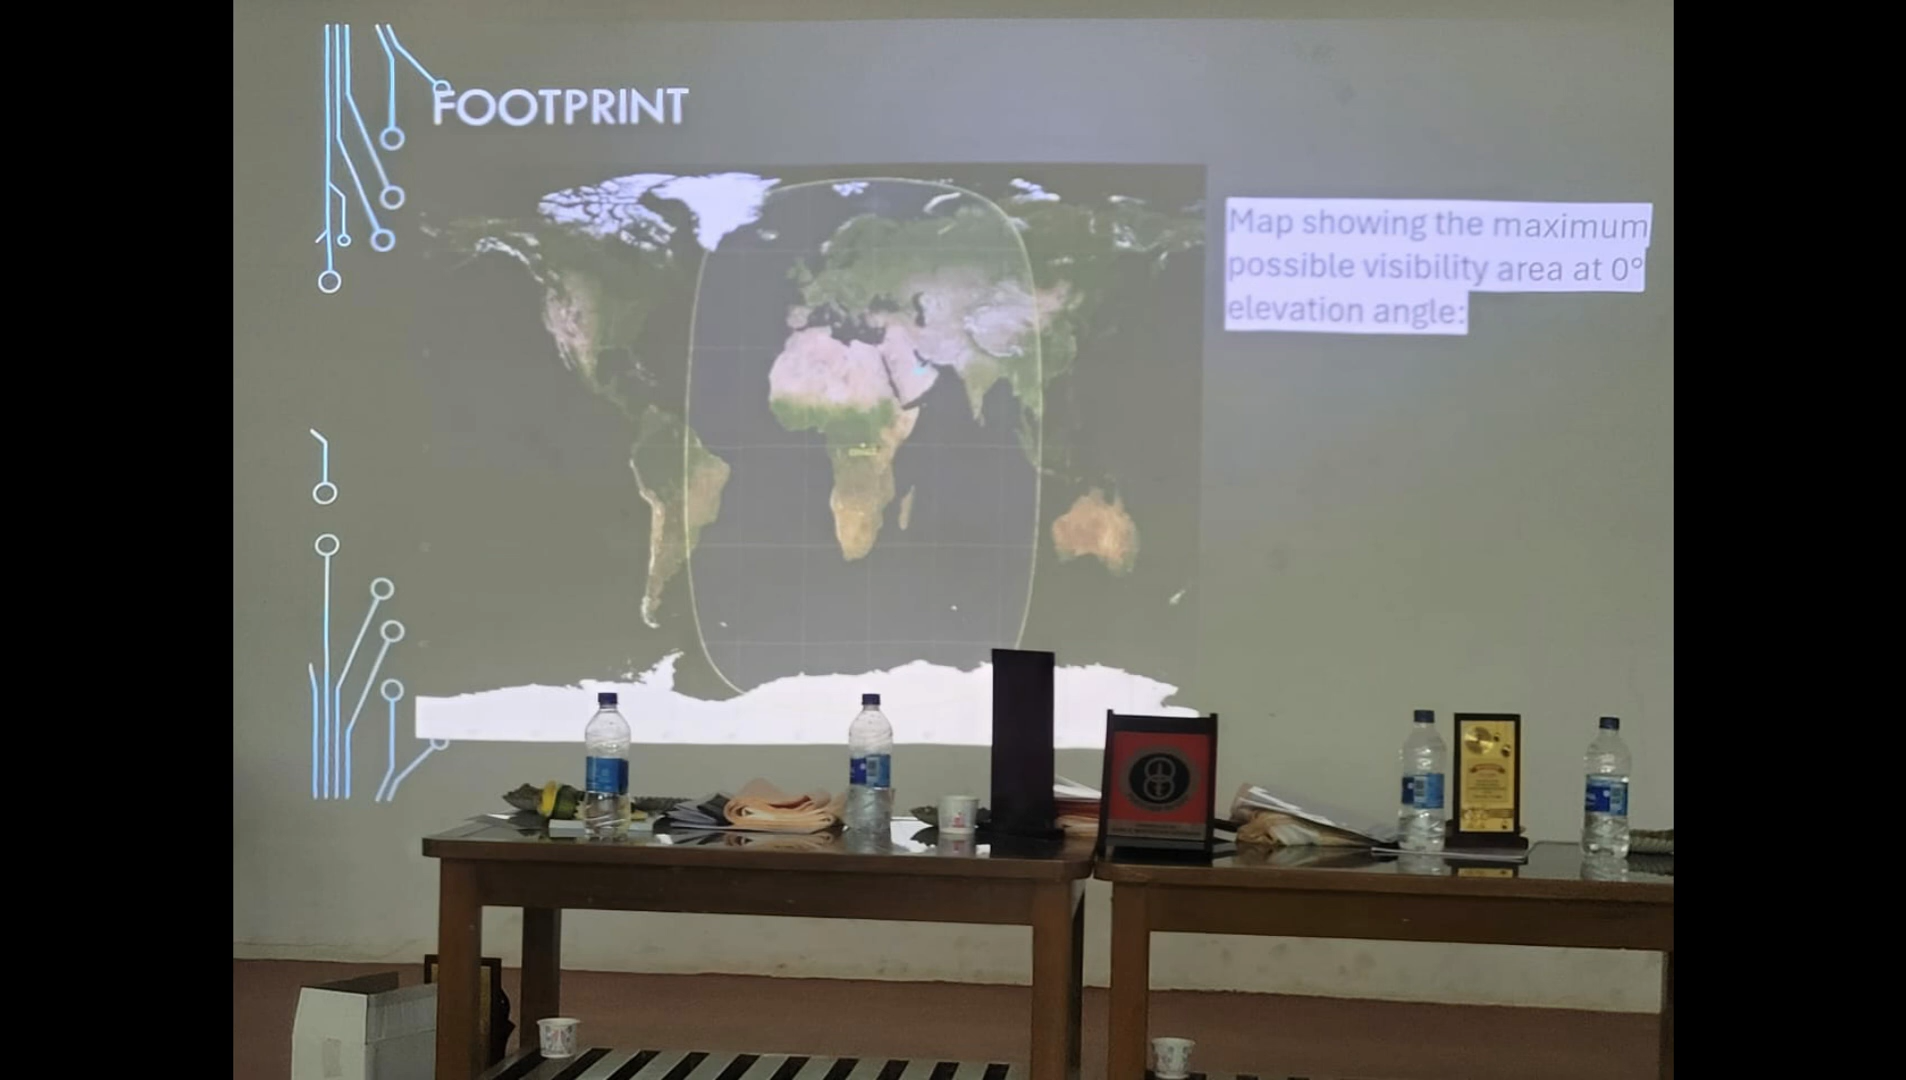 FOOTPRINT
Map showing the maximum
possible visibility area at 0°
elevation angle: